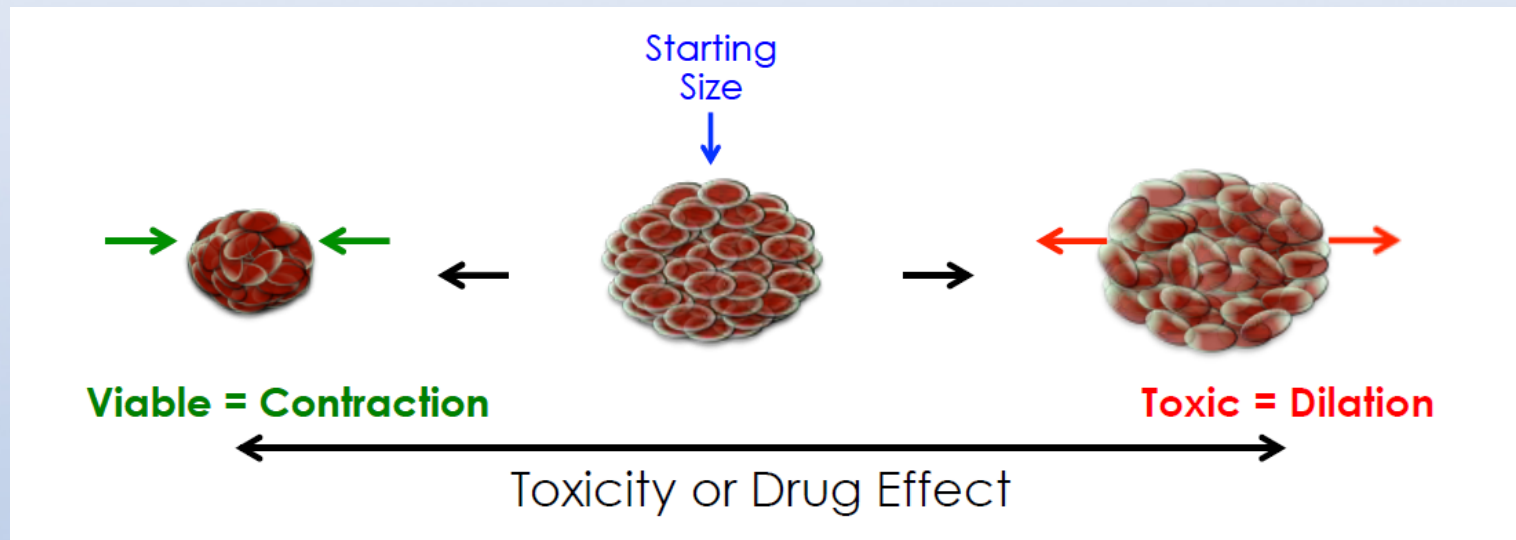 Starting
Size
Viable = Contraction
Toxic = Dilation
Toxicity or Drug Effect